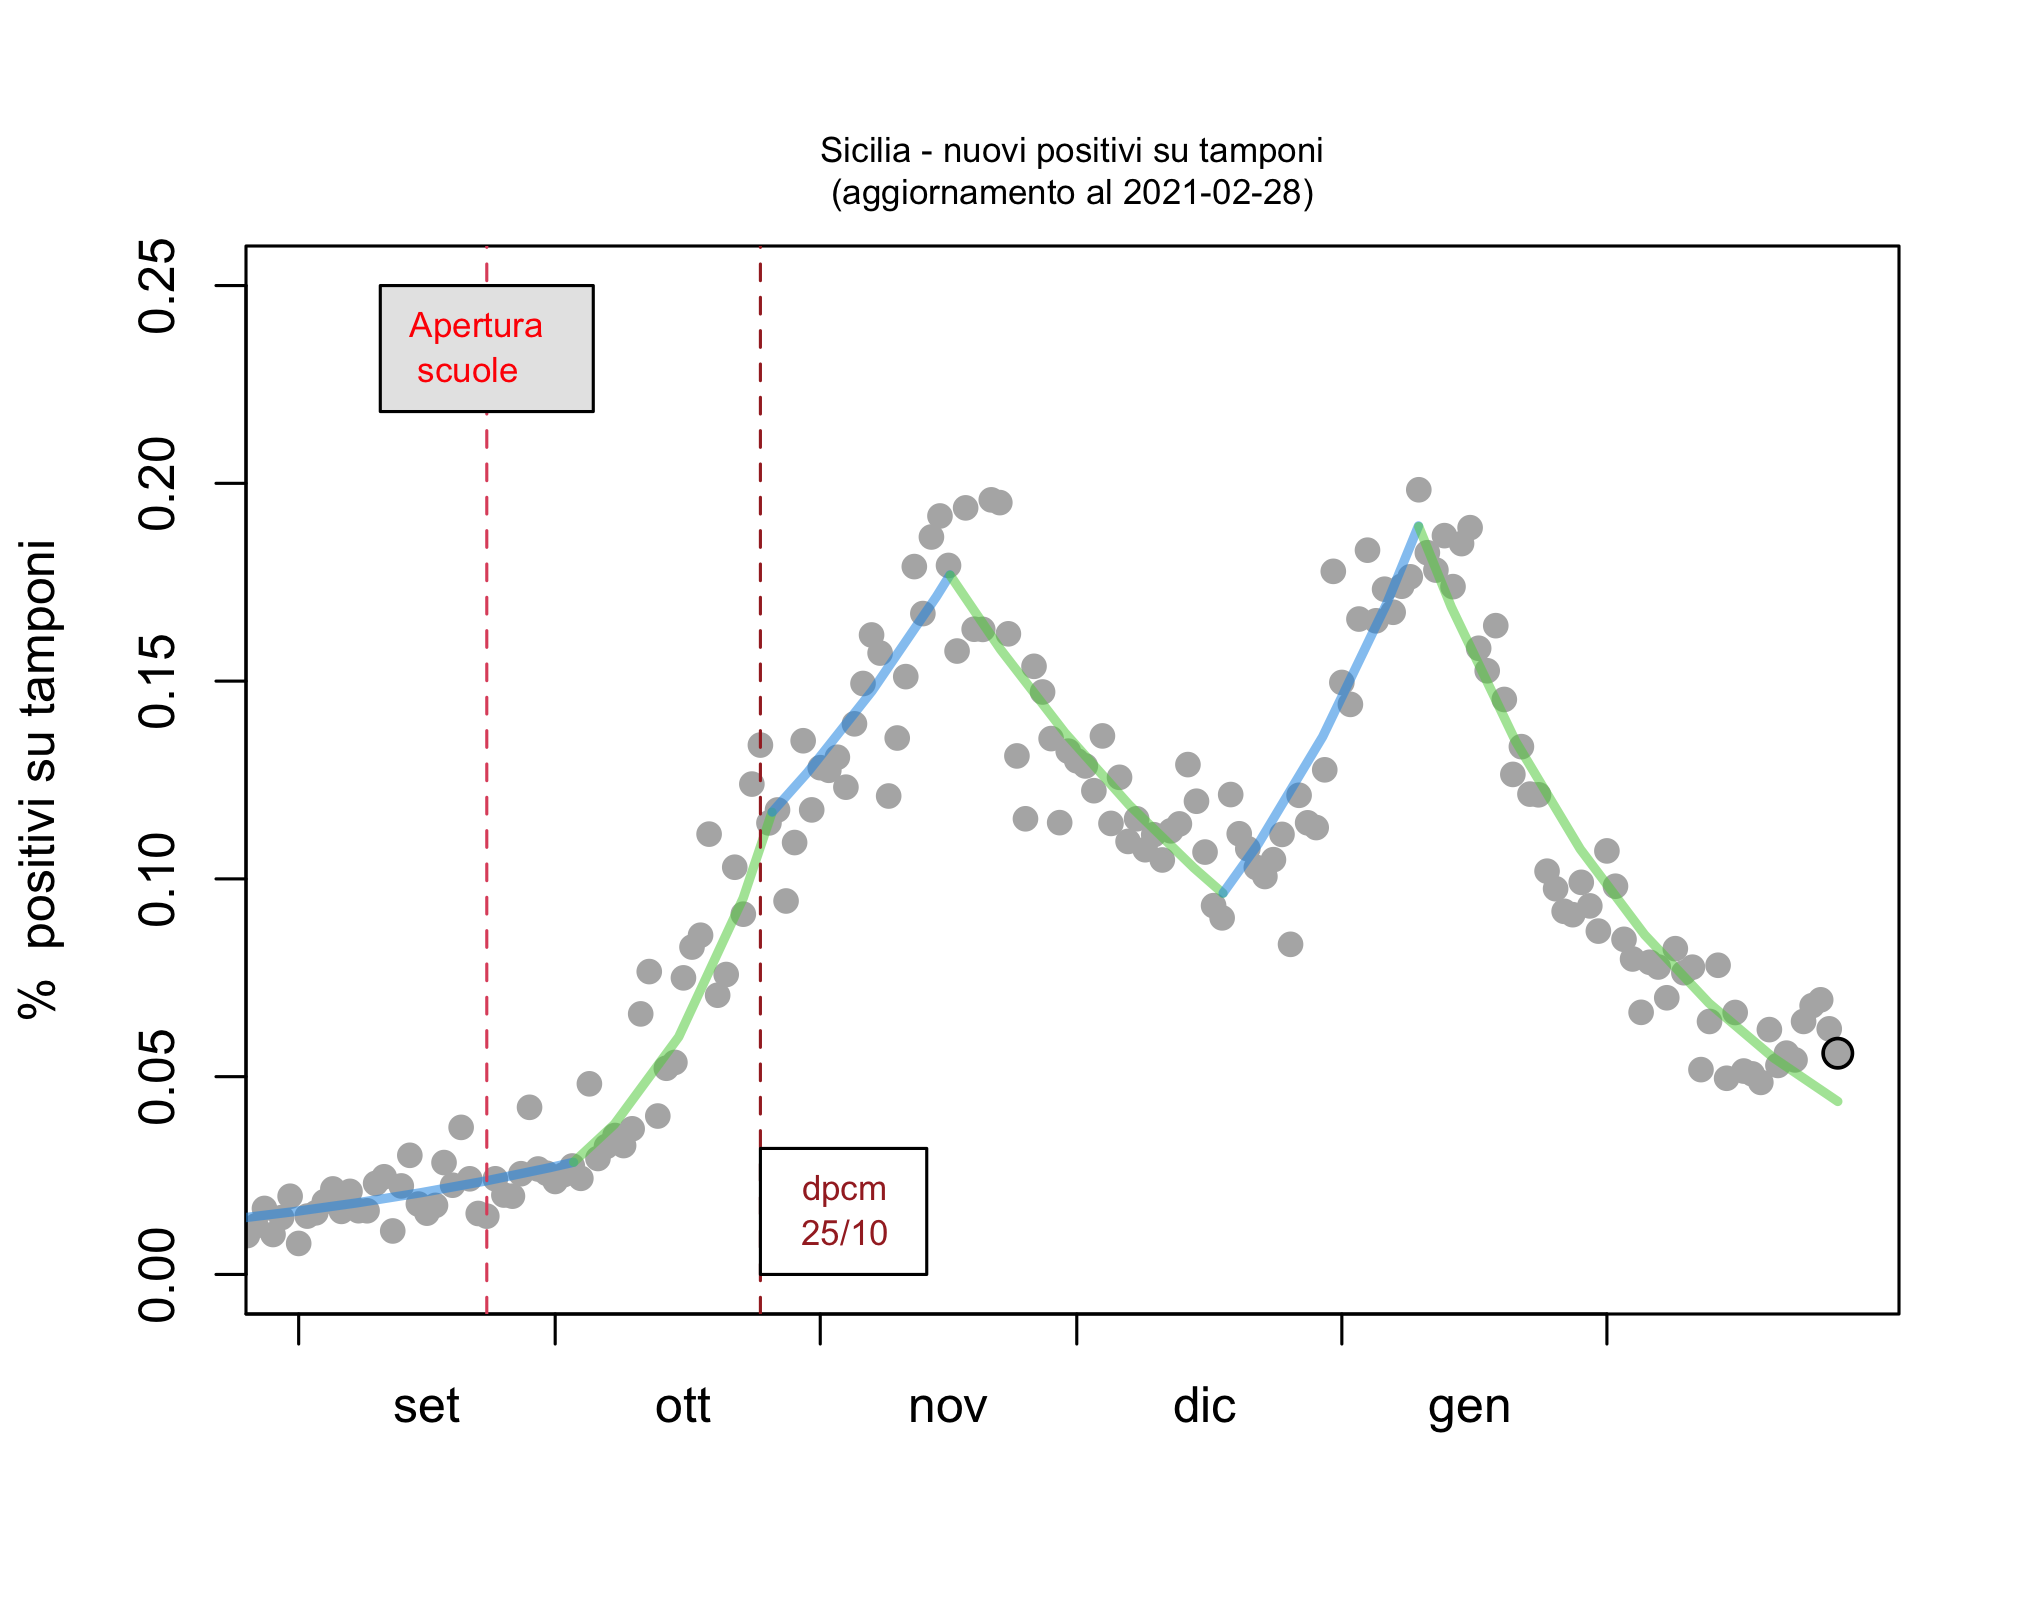 Sicilia - nuovi positivi su tamponi
(aggiornamento al 2021-02-28)
% positivi su tamponi
0.25
0.20
0.15
0.10
0.05
0.00
Apertura
scuole
dpcm
25/10
set ott nov dic gen